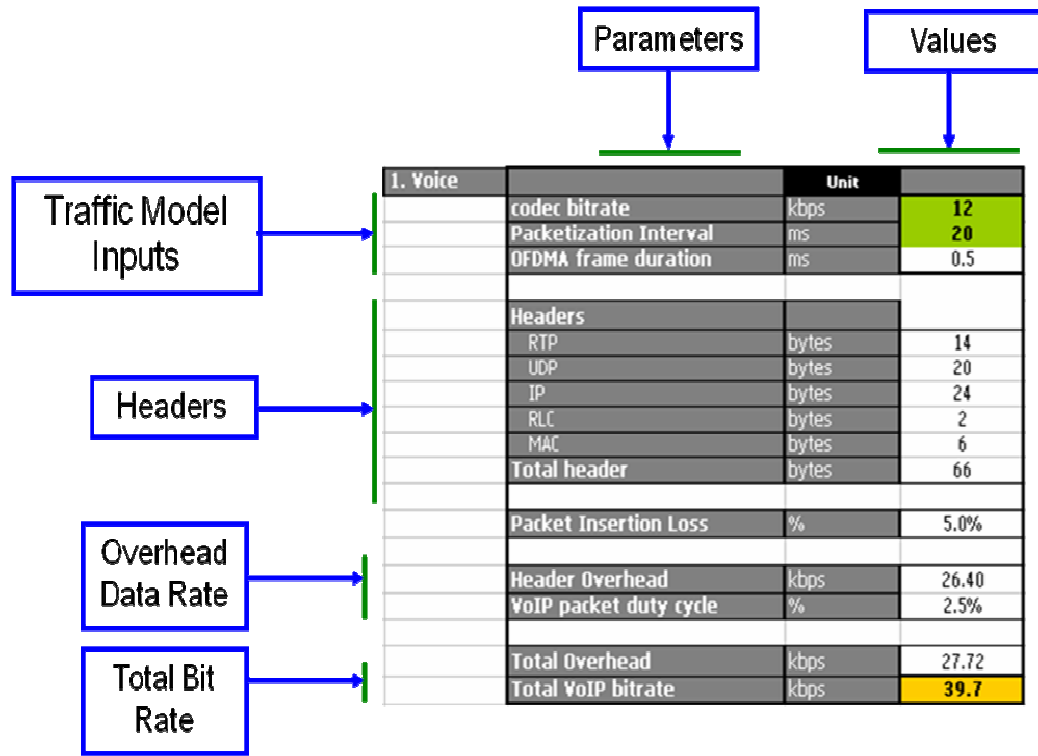 Parameters
Values
Traffic Model
Inputs
Headers
Overhead
Data Rate
Total Bit
Rate
1. Voice Unit
codec bitrate kbps 12
Packetization Interval ms 20
OFDMA frame duration ms 0.5
Headers
RTP bytes 14
UDP bytes 20
IP bytes 24
RLC bytes 2
MAC bytes 6
Total header bytes 66
Packet Insertion Loss % 5.0%
Header Overhead kbps 26.40
VoIP packet duty cycle % 2.5%
Total Overhead kbps 27.72
Total VoIP bitrate kbps 39.7